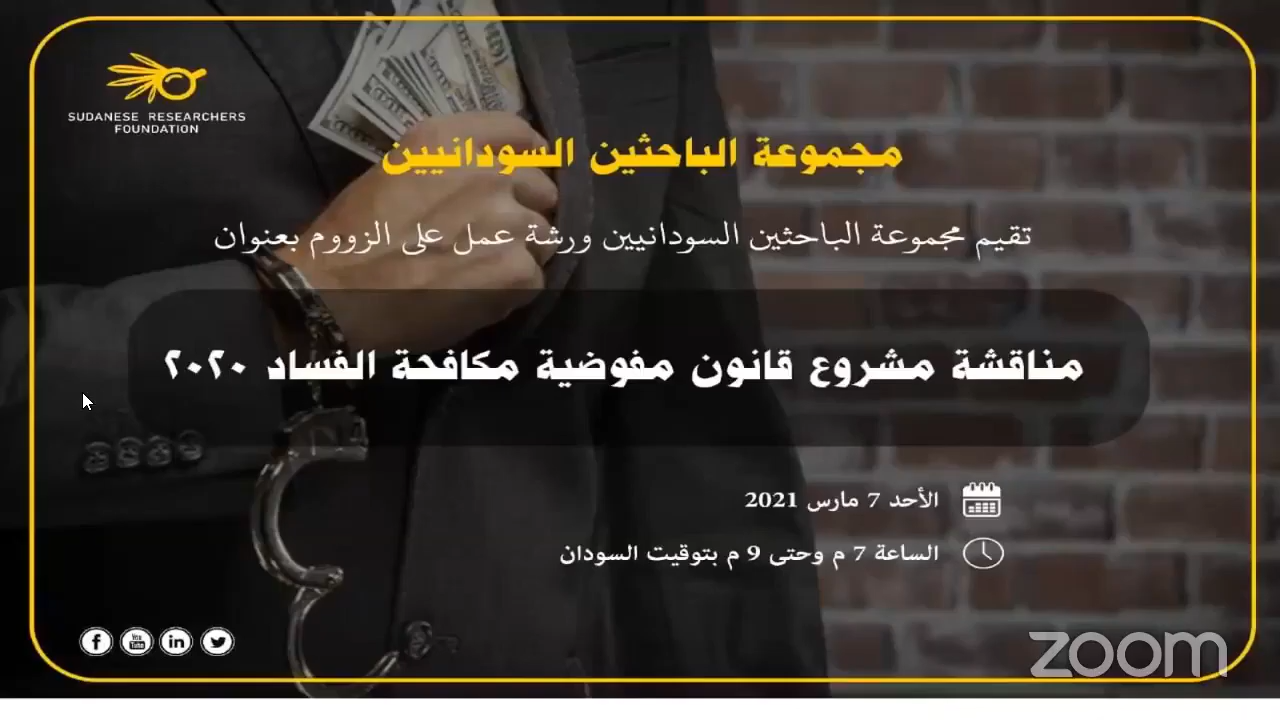 SUDANESE RESEARCHERS
FOUNDATION
مجموعة الباحثين السودانيين
تقيم مجموعة الباحثين السودانيين ورشة عمل على الزووم بعنوان
مناقشة مشروع قانون مفوضية مكافحة الفساد ٢٠٢٠
الأحد 7 مارس 2021
الساعة 7 م وحتى 9 م بتوقيت السودان
zoom